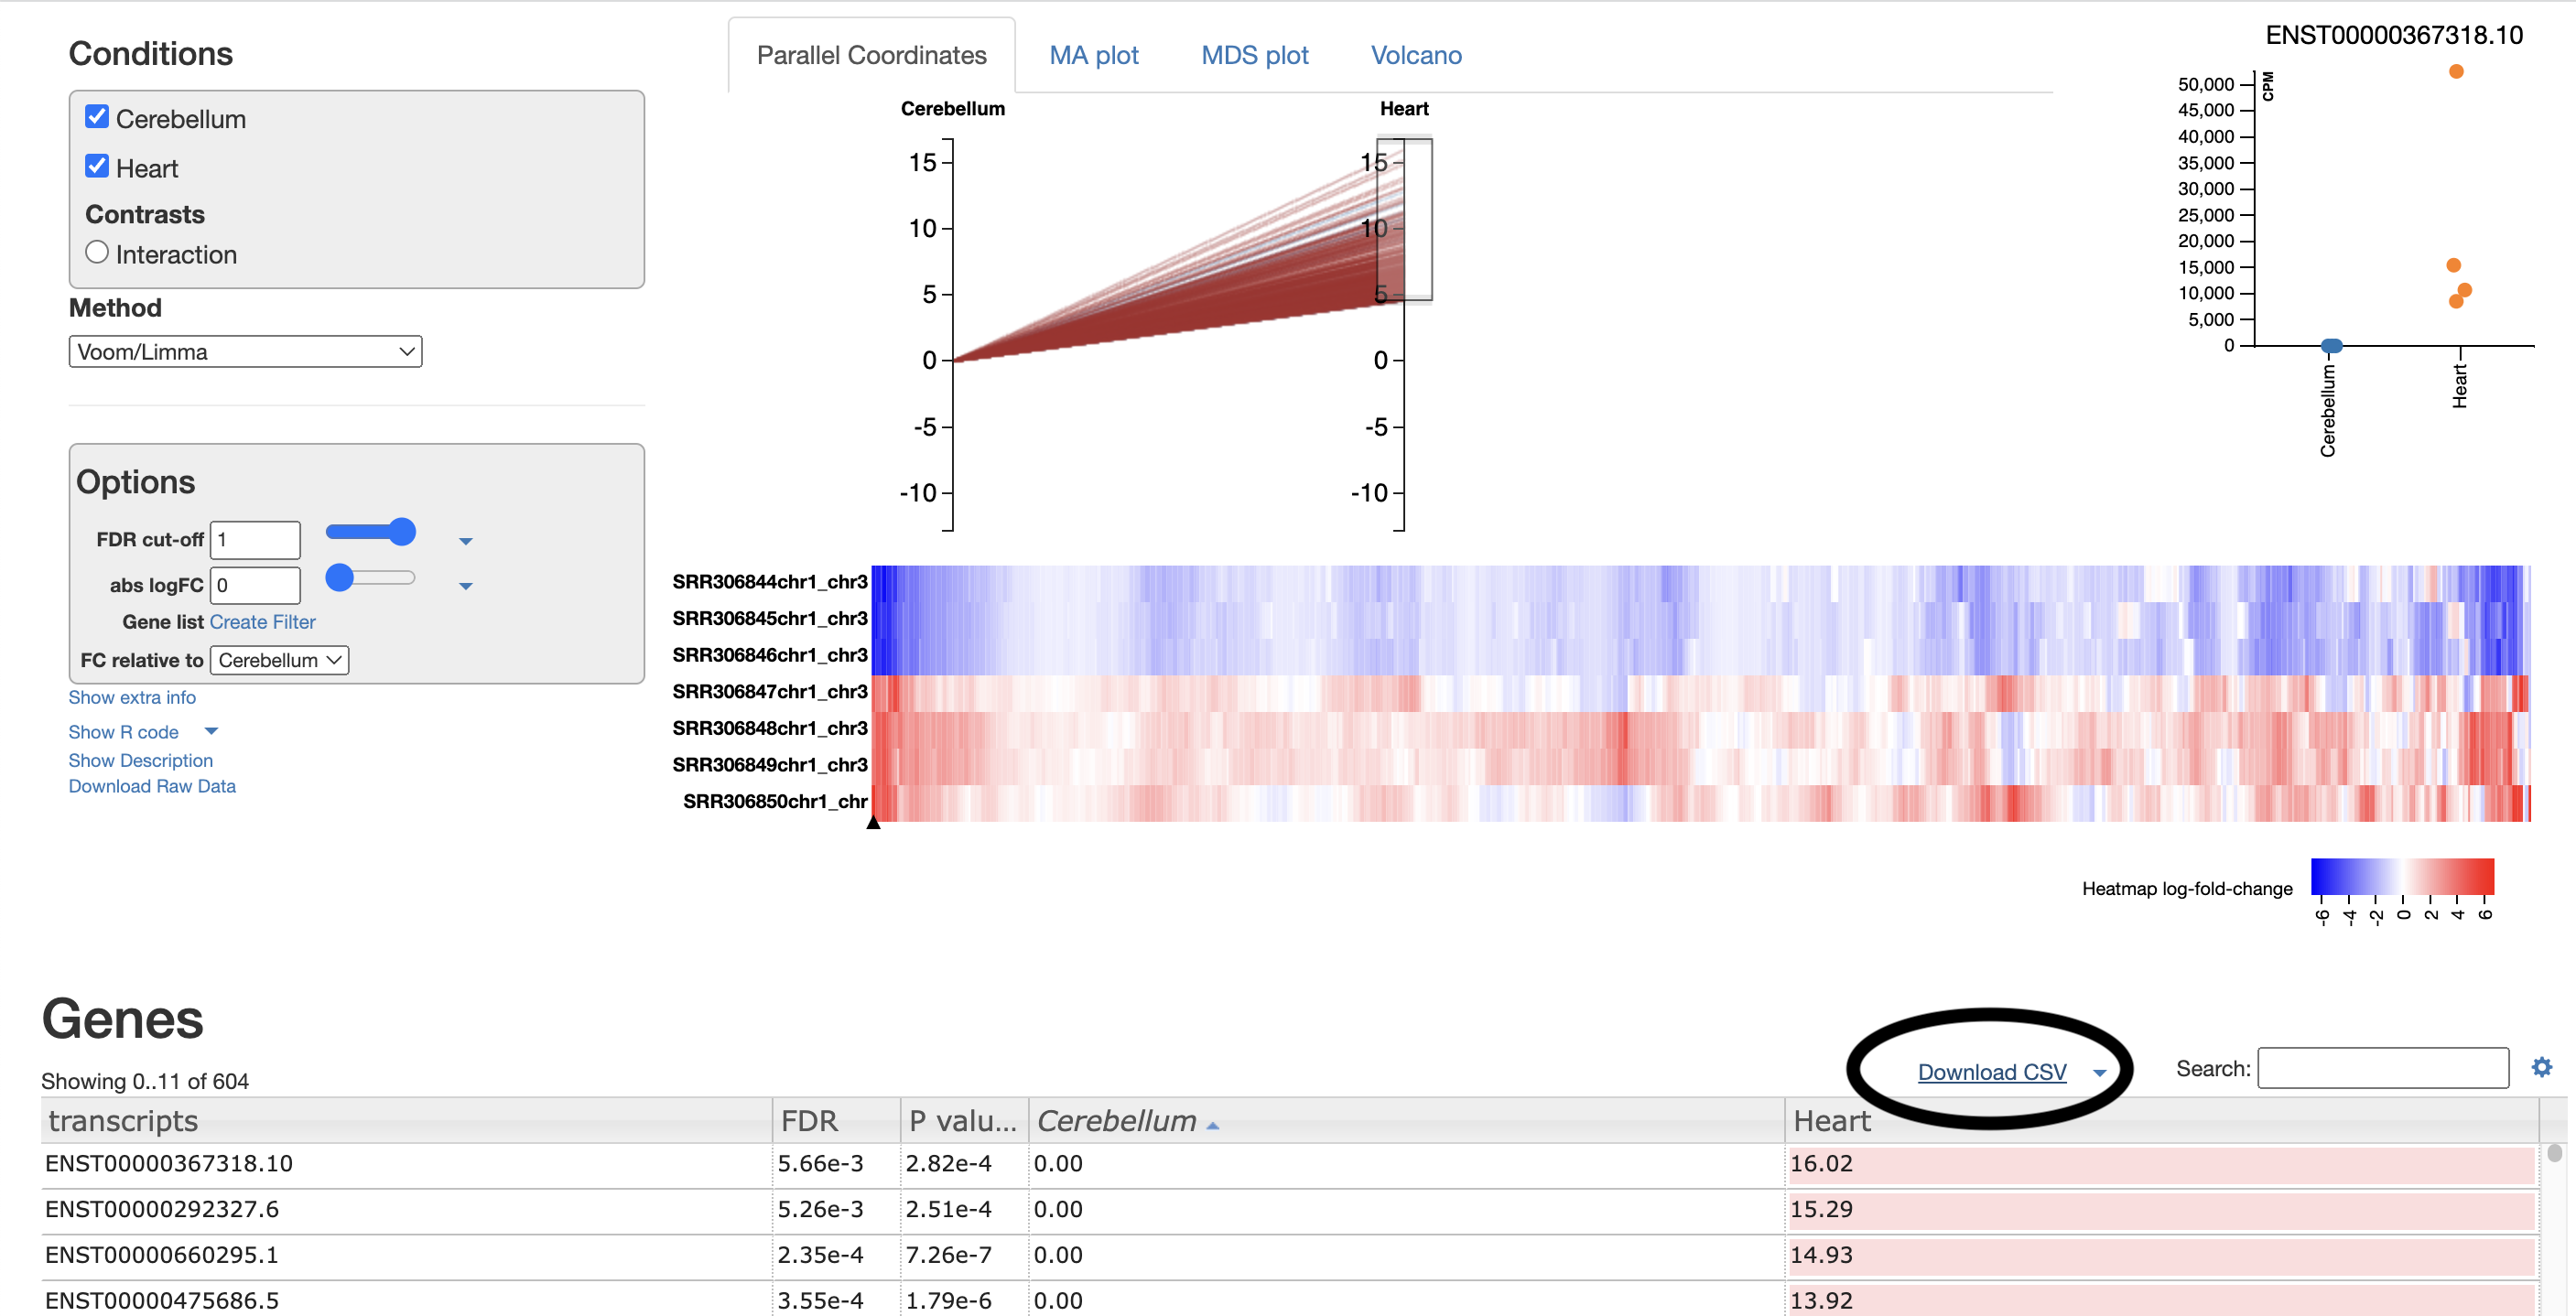 Conditions
Cerebellum
Heart
Contrasts
Interaction
Method
Voom/Limma
Options
FDR cut-off 1
abs logFC 0
Gene list Create Filter
FC relative to Cerebellum
Show extra info
Show R code
Show Description
Download Raw Data
Parallel Coordinates MA plot MDS plot Volcano
Cerebellum Heart
15 15
10 10
5 5
0 0
-5 -5
-10 -10
ENST00000367318.10
CPM
50,000
45,000
40,000
35,000
30,000
25,000
20,000
15,000
10,000
5,000
0
Cerebellum
Heart
SRR306844chr1_chr3
SRR306845chr1_chr3
SRR306846chr1_chr3
SRR306847chr1_chr3
SRR306848chr1_chr3
SRR306849chr1_chr3
SRR306850chr1_chr
Heatmap log-fold-change
-6 -4 -2 0 2 4 6
Genes
Showing 0..11 of 604
Download CSV
Search:
transcripts FDR P valu... Cerebellum Heart
ENST00000367318.10 5.66e-3 2.82e-4 0.00 16.02
ENST00000292327.6 5.26e-3 2.51e-4 0.00 15.29
ENST00000660295.1 2.35e-4 7.26e-7 0.00 14.93
ENST00000475686.5 3.55e-4 1.79e-6 0.00 13.92